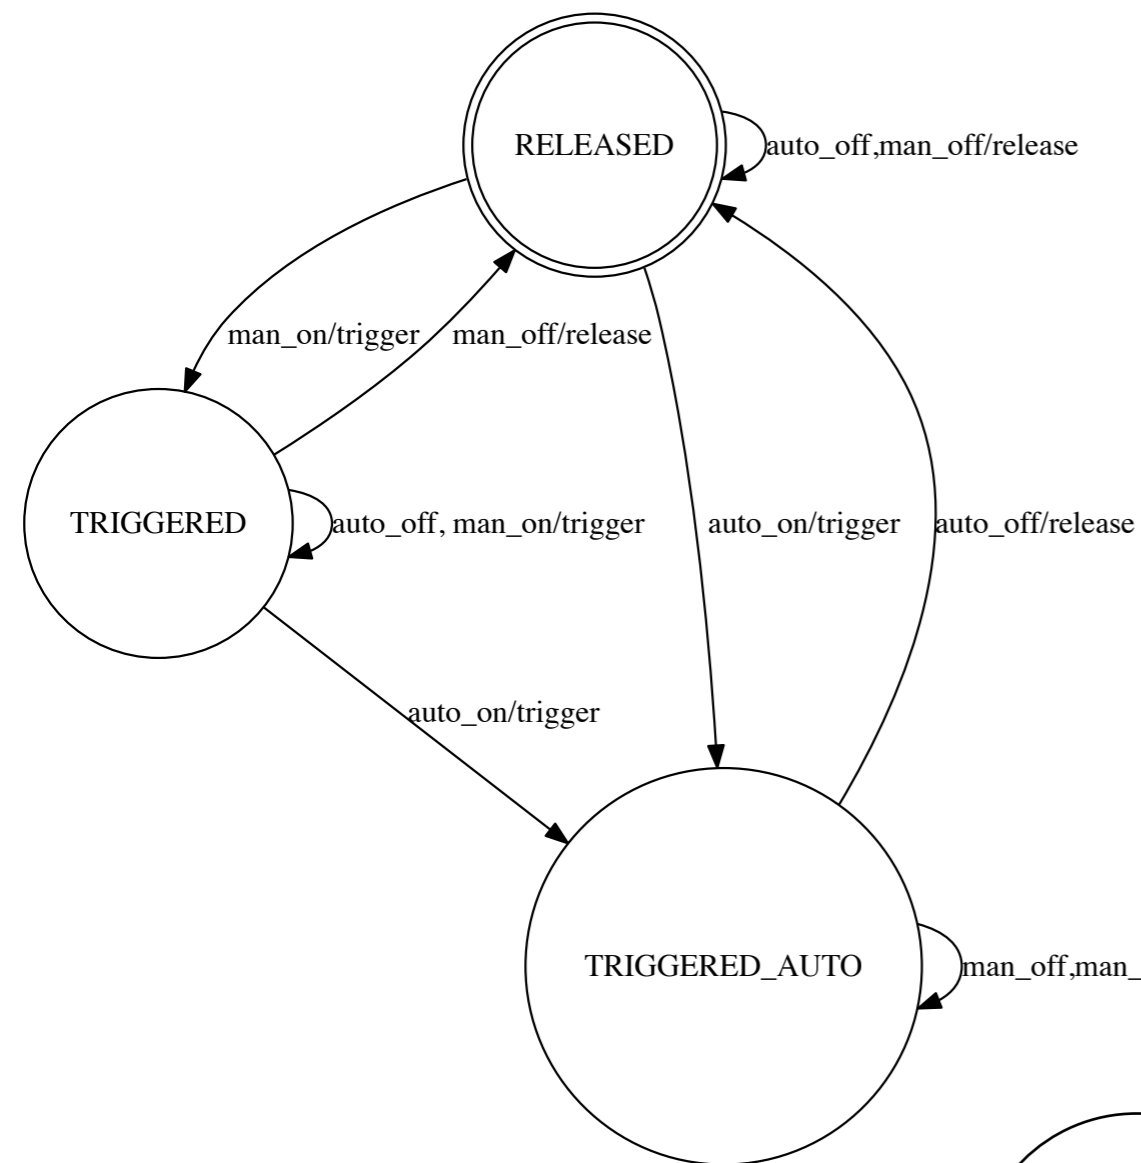 RELEASED
auto_off,man_off/release
man_on/trigger
man_off/release
TRIGGERED
auto_off, man_on/trigger
auto_on/trigger
auto_off/release
auto_on/trigger
TRIGGERED_AUTO
man_off,man_